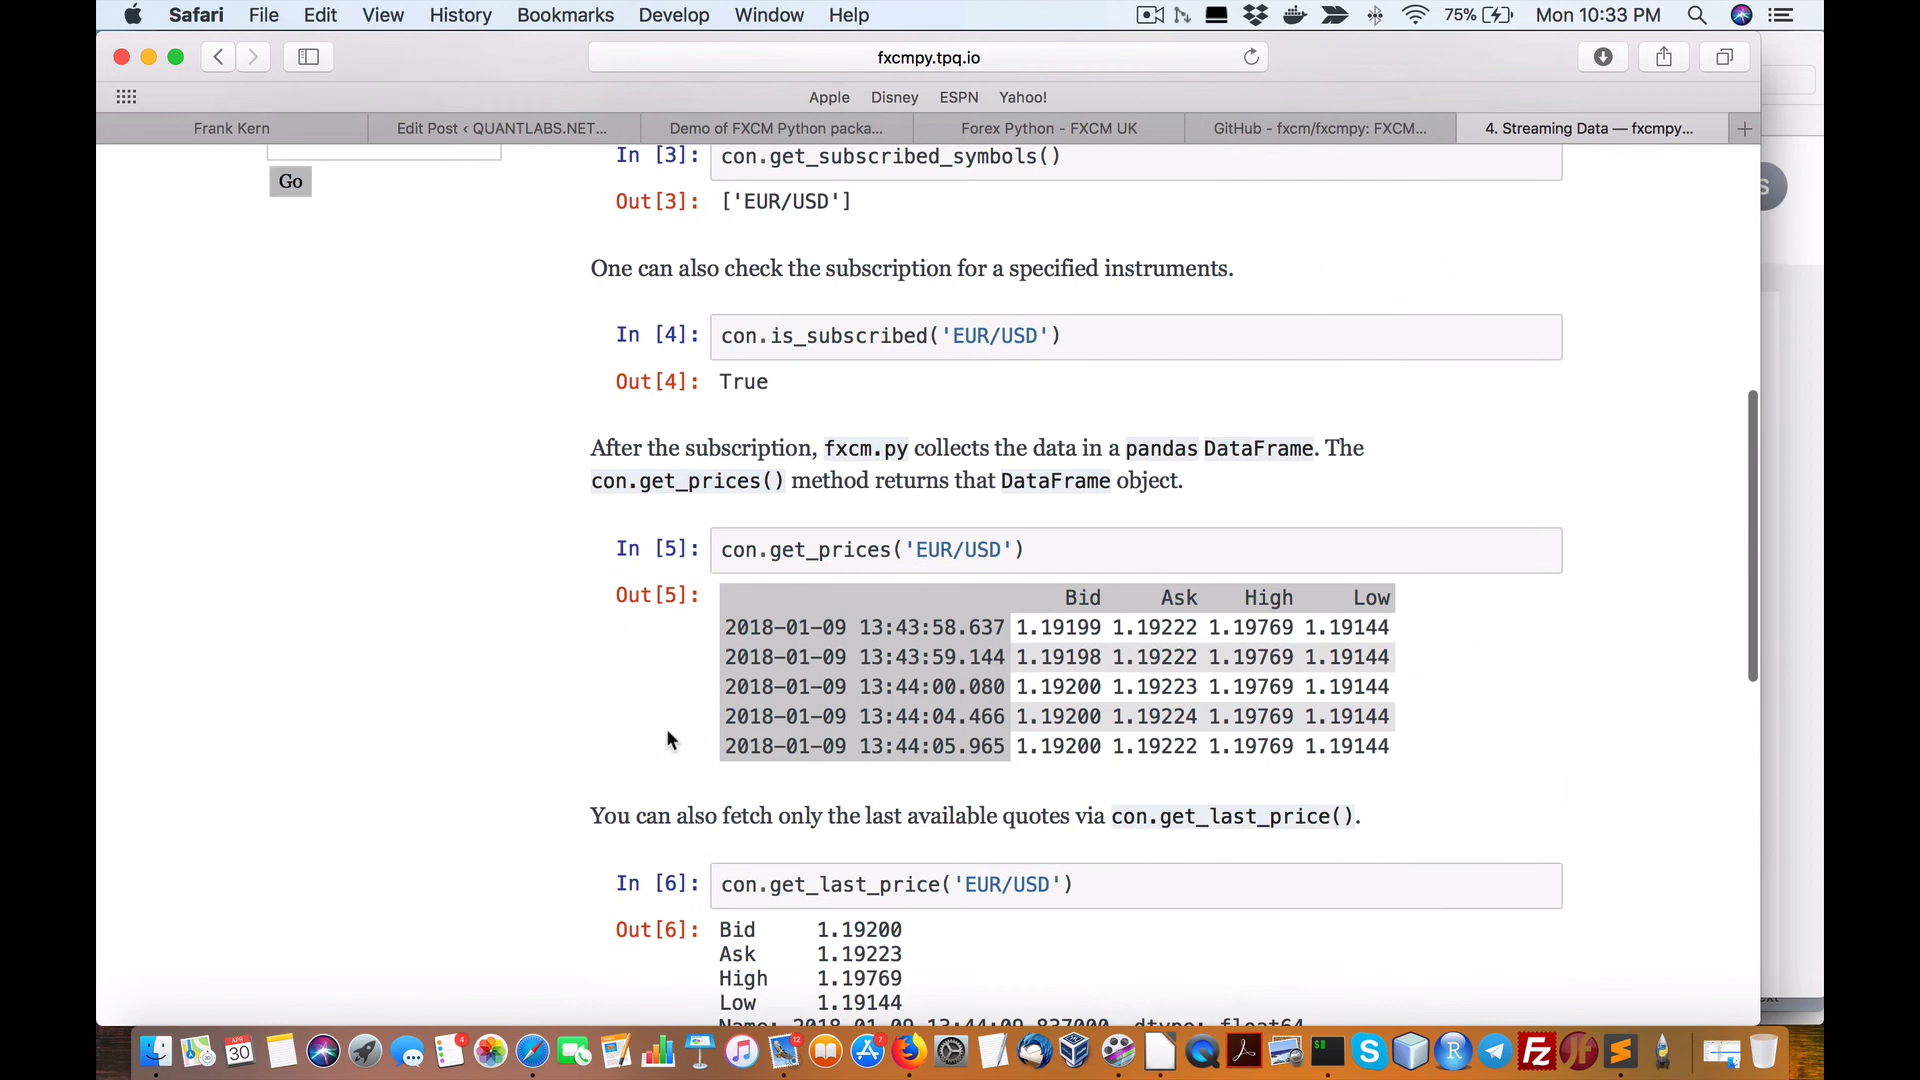 Safari File Edit View History Bookmarks Develop Window Help 75% Mon 10:33 PM
fxcmpy.tpq.io
Apple Disney ESPN Yahoo!
Frank Kern Edit Post ‹ QUANTLABS.NET... Demo of FXCM Python packa... Forex Python - FXCM UK GitHub - fxcm/fxcmpy: FXCM... 4. Streaming Data — fxcmpy...
Go
In [3]: con.get_subscribed_symbols()
Out[3]: ['EUR/USD']
One can also check the subscription for a specified instruments.
In [4]: con.is_subscribed('EUR/USD')
Out[4]: True
After the subscription, fxcm.py collects the data in a pandas DataFrame. The
con.get_prices() method returns that DataFrame object.
In [5]: con.get_prices('EUR/USD')
Out[5]: Bid Ask High Low
2018-01-09 13:43:58.637 1.19199 1.19222 1.19769 1.19144
2018-01-09 13:43:59.144 1.19198 1.19222 1.19769 1.19144
2018-01-09 13:44:00.080 1.19200 1.19223 1.19769 1.19144
2018-01-09 13:44:04.466 1.19200 1.19224 1.19769 1.19144
2018-01-09 13:44:05.965 1.19200 1.19222 1.19769 1.19144
You can also fetch only the last available quotes via con.get_last_price().
In [6]: con.get_last_price('EUR/USD')
Out[6]: Bid 1.19200
Ask 1.19223
High 1.19769
Low 1.19144
Name: 2018-01-09 13:44:09.837000, dtype: float64